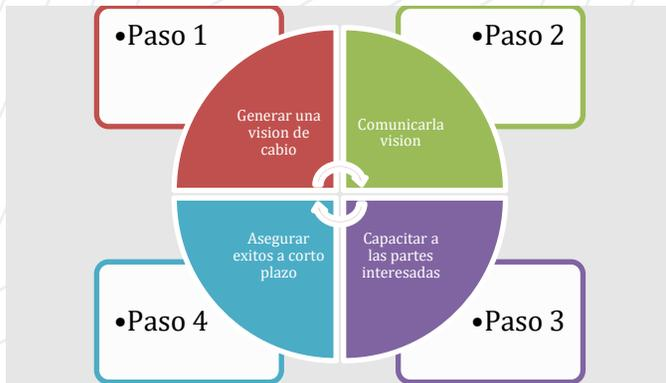 •Paso 1
Generar una
vision de
cabio
•Paso 2
Comunicarla
vision
•Paso 3
Capacitar a
las partes
interesadas
•Paso 4
Asegurar
exitos a corto
plazo